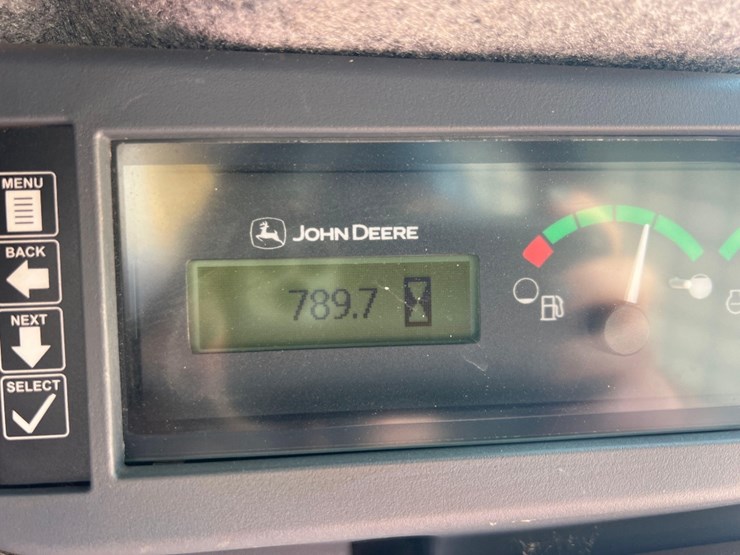 MENU
BACK
NEXT
SELECT
JOHN DEERE
789.7